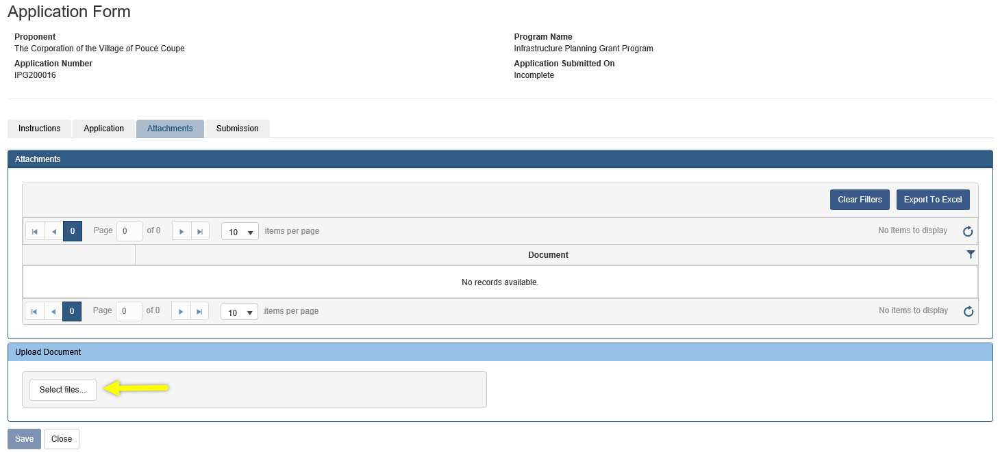 Application Form
Proponent
The Corporation of the Village of Pouce Coupe
Program Name
Infrastructure Planning Grant Program
Application Number
IPG200016
Application Submitted On
Incomplete
Instructions Application Attachments Submission
Attachments
Clear Filters Export To Excel
0 Page 0 of 0 10 items per page No items to display
Document
No records available.
0 Page 0 of 0 10 items per page No items to display
Upload Document
Select files...
Save Close